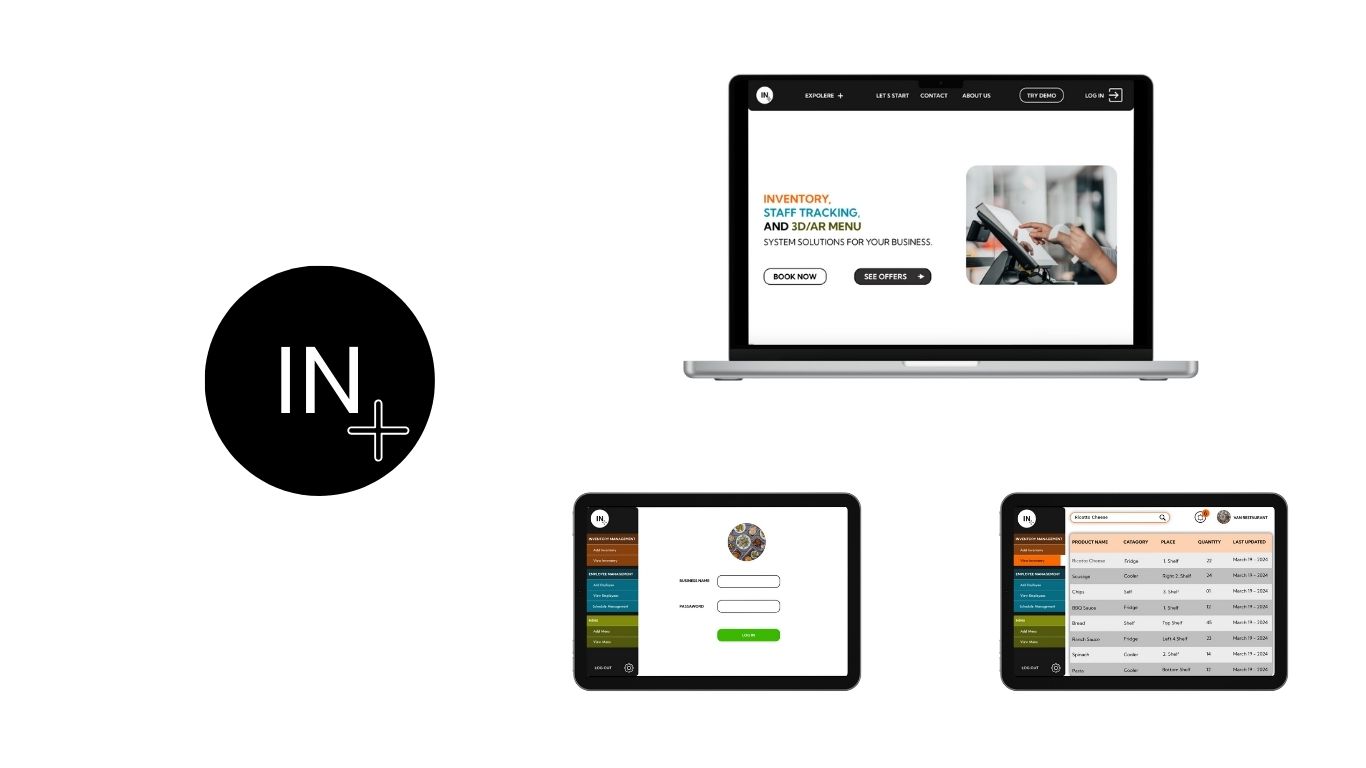 IN
IN
EXPOLERE +
LET S START
CONTACT
ABOUT US
TRY DEMO
LOG IN
INVENTORY,
STAFF TRACKING,
AND 3D/AR MENU
SYSTEM SOLUTIONS FOR YOUR BUSINESS.
BOOK NOW
SEE OFFERS
IN
INVENTORY MANAGEMENT
Add Inventory
View Inventory
EMPLOYEE MANAGEMENT
View Employees
Schedule Management
MENU
Add Menu
View Menu
LOG OUT
BUSINESS NAME
PASSAWORD
LOG IN
IN
INVENTORY MANAGEMENT
Add Inventory
View Inventory
EMPLOYEE MANAGEMENT
View Employees
Schedule Management
MENU
Add Menu
View Menu
LOG OUT
Ricotta Cheese
VAN RESTAURANT
PRODUCT NAME CATAGORY PLACE QUANTITY LAST UPDATED
Ricotta Cheese Fridge 1. Shelf 22 March 19 - 2024
Sausage Cooler Right 2. Shelf 24 March 19 - 2024
Chips Self 3. Shelf 01 March 19 - 2024
BBQ Sauce Fridge 1. Shelf 12 March 19 - 2024
Bread Shelf Top Shelf 45 March 19 - 2024
Ranch Sauce Fridge Left 4 Shelf 23 March 19 - 2024
Spinach Cooler 2. Shelf 14 March 19 - 2024
Pasta Cooler Bottom Shelf 12 March 19 - 2024